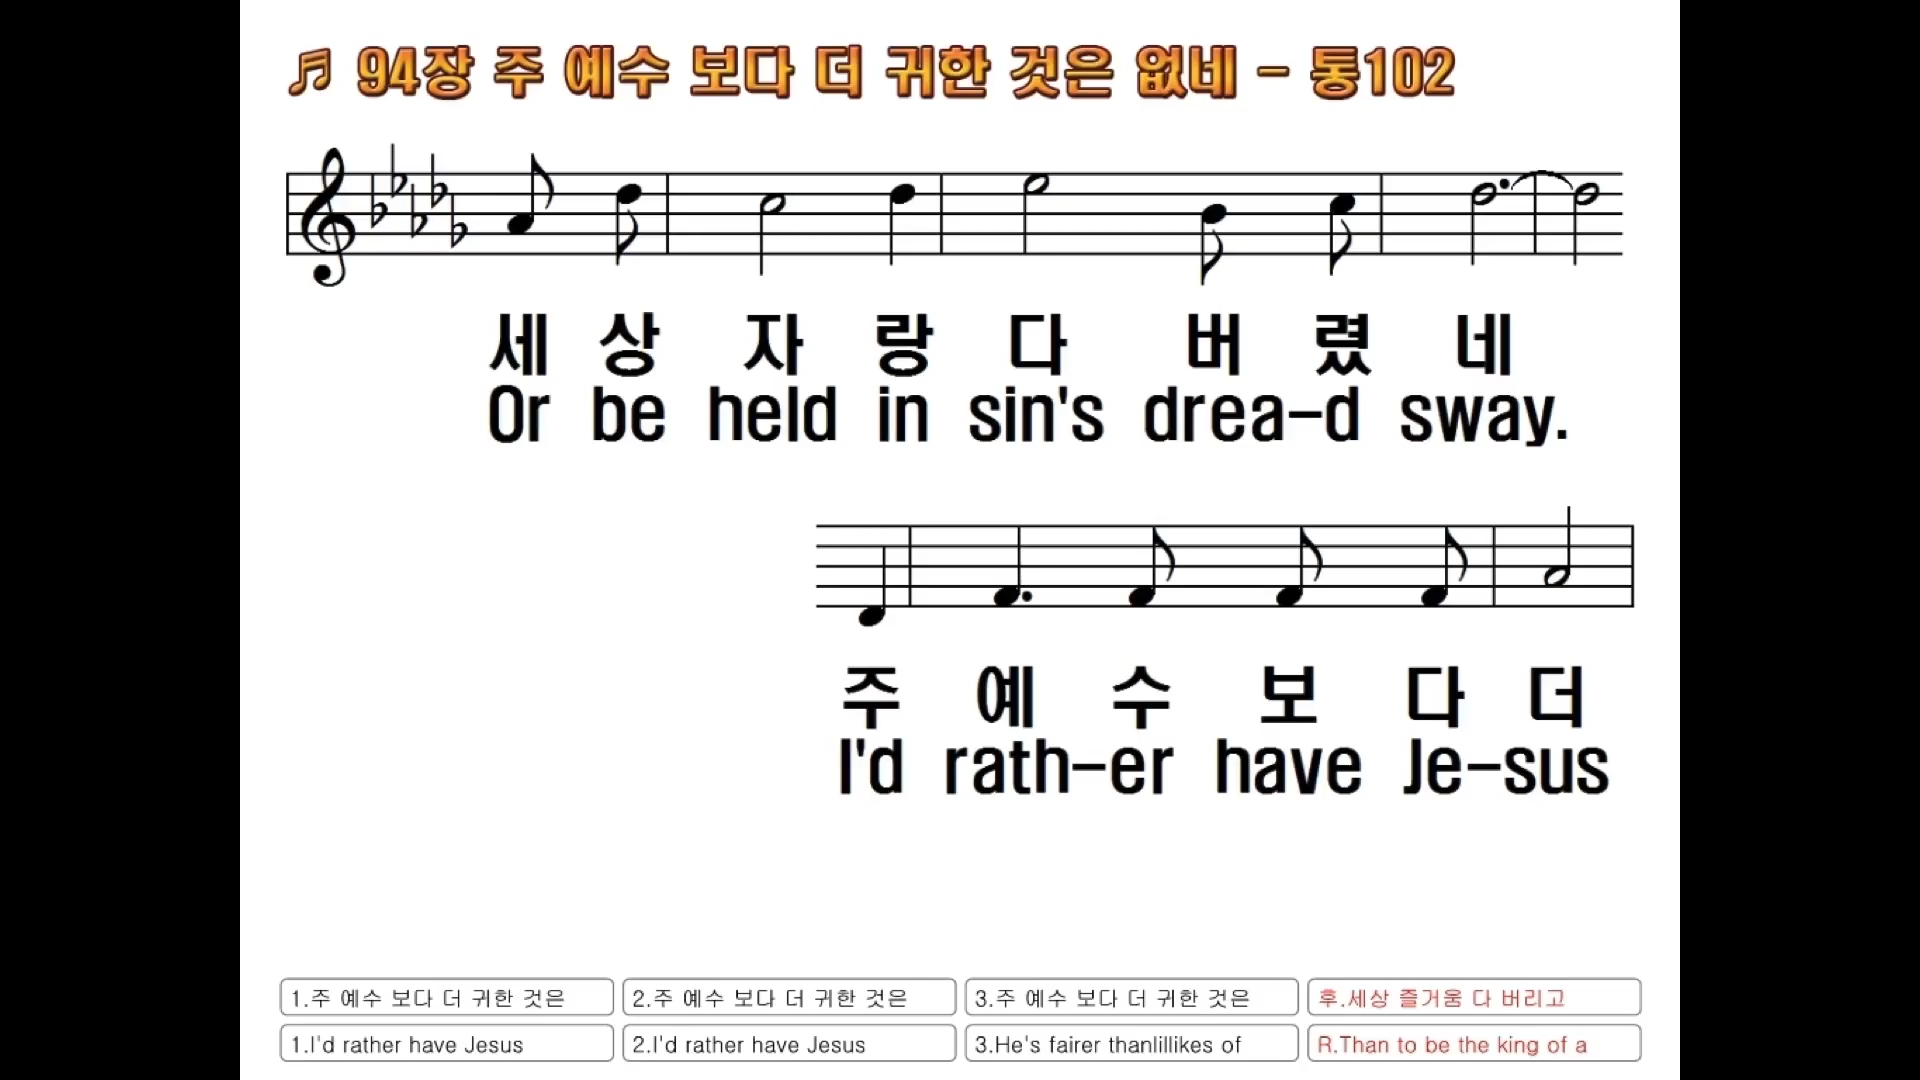 ♬ 94장 주 예수 보다 더 귀한 것은 없네 - 통102
세 상 자 랑 다 버 렸 네
Or be held in sin's drea-d sway.
주 예 수 보 다 더
I'd rath-er have Je-sus
1.주 예수 보다 더 귀한 것은
2.주 예수 보다 더 귀한 것은
3.주 예수 보다 더 귀한 것은
후.세상 즐거움 다 버리고
1.I'd rather have Jesus
2.I'd rather have Jesus
3.He's fairer thanlillikes of
R.Than to be the king of a